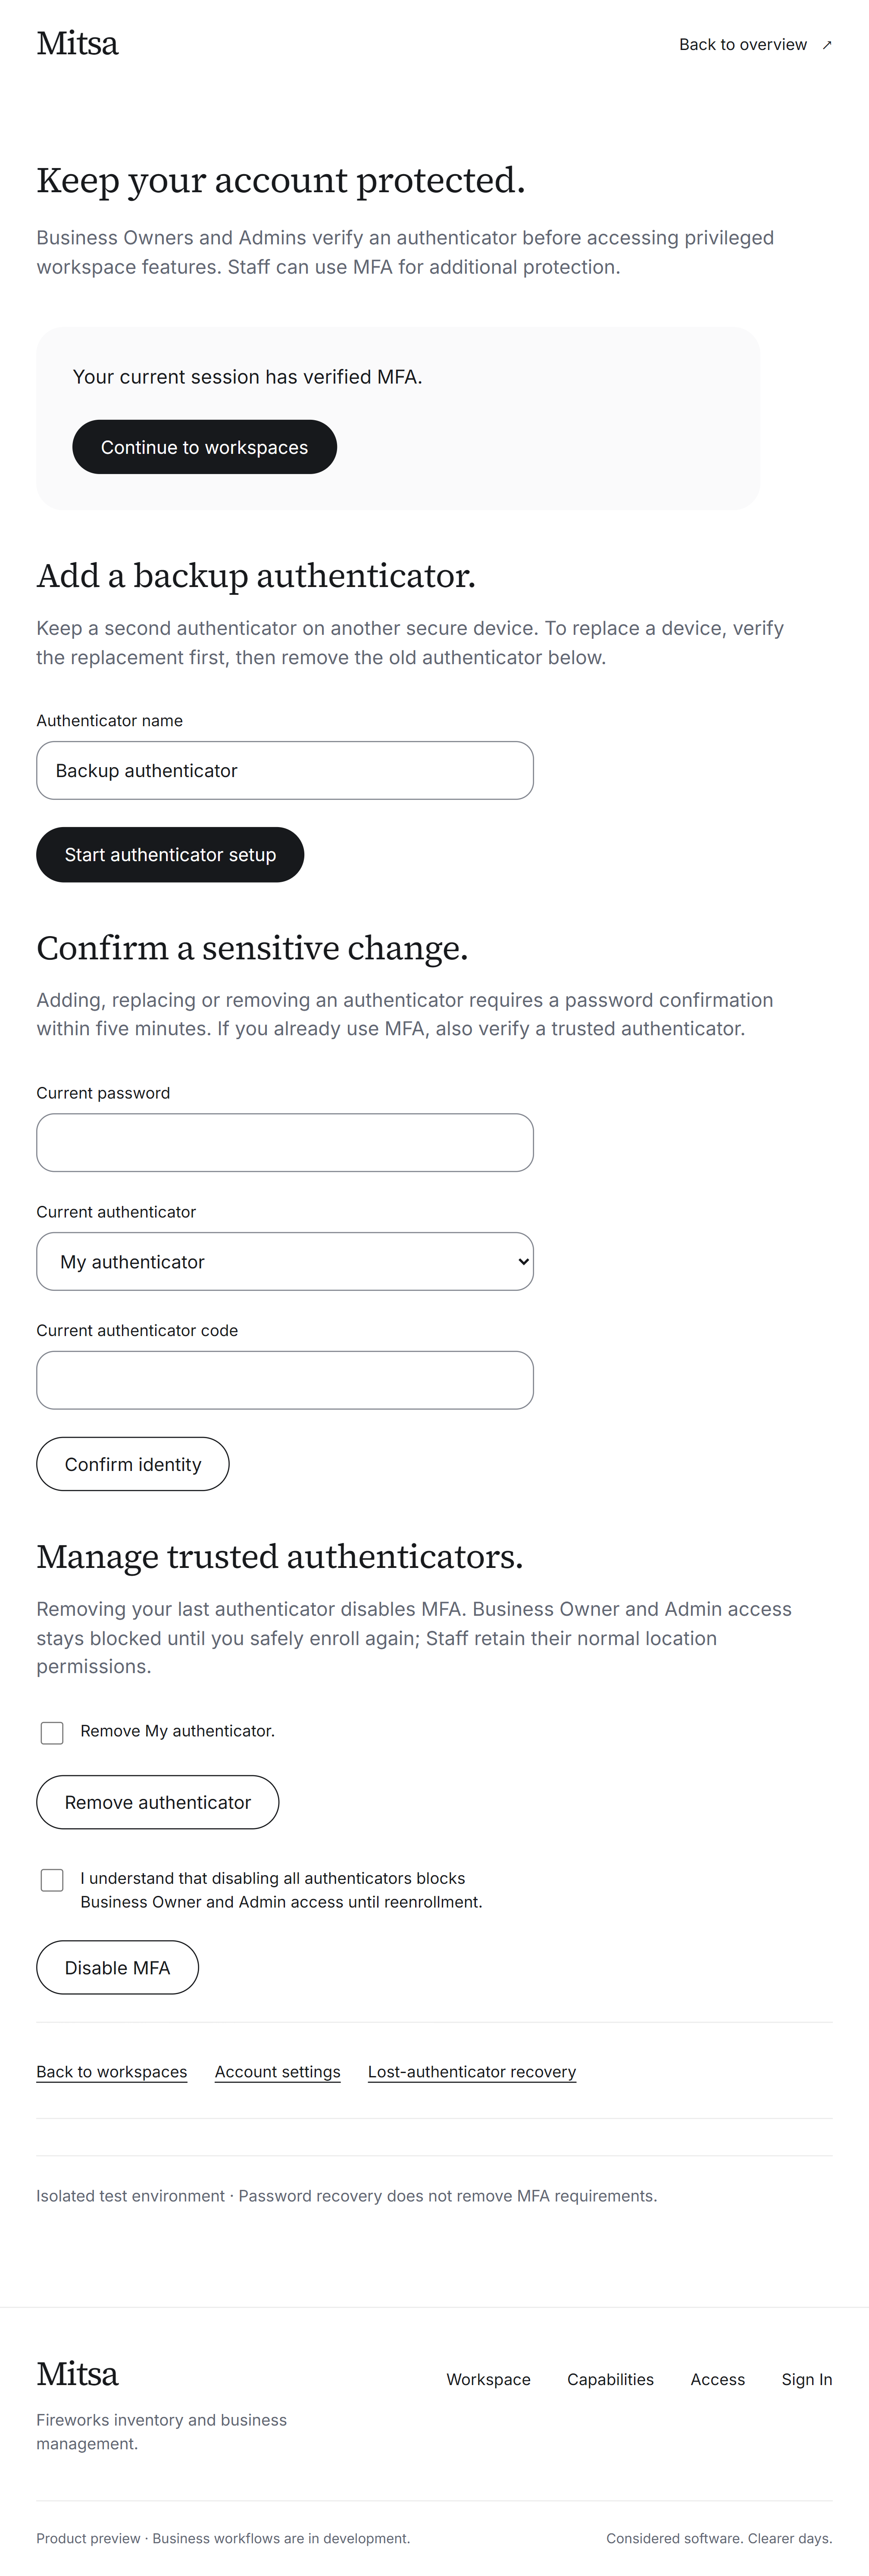 Mitsa
Back to overview ↗
Keep your account protected.
Business Owners and Admins verify an authenticator before accessing privileged
workspace features. Staff can use MFA for additional protection.
Your current session has verified MFA.
Continue to workspaces
Add a backup authenticator.
Keep a second authenticator on another secure device. To replace a device, verify
the replacement first, then remove the old authenticator below.
Authenticator name
Backup authenticator
Start authenticator setup
Confirm a sensitive change.
Adding, replacing or removing an authenticator requires a password confirmation
within five minutes. If you already use MFA, also verify a trusted authenticator.
Current password
Current authenticator
My authenticator
Current authenticator code
Confirm identity
Manage trusted authenticators.
Removing your last authenticator disables MFA. Business Owner and Admin access
stays blocked until you safely enroll again; Staff retain their normal location
permissions.
Remove My authenticator.
Remove authenticator
I understand that disabling all authenticators blocks
Business Owner and Admin access until reenrollment.
Disable MFA
Back to workspaces Account settings Lost-authenticator recovery
Isolated test environment · Password recovery does not remove MFA requirements.
Mitsa
Workspace Capabilities Access Sign In
Fireworks inventory and business
management.
Product preview · Business workflows are in development.
Considered software. Clearer days.